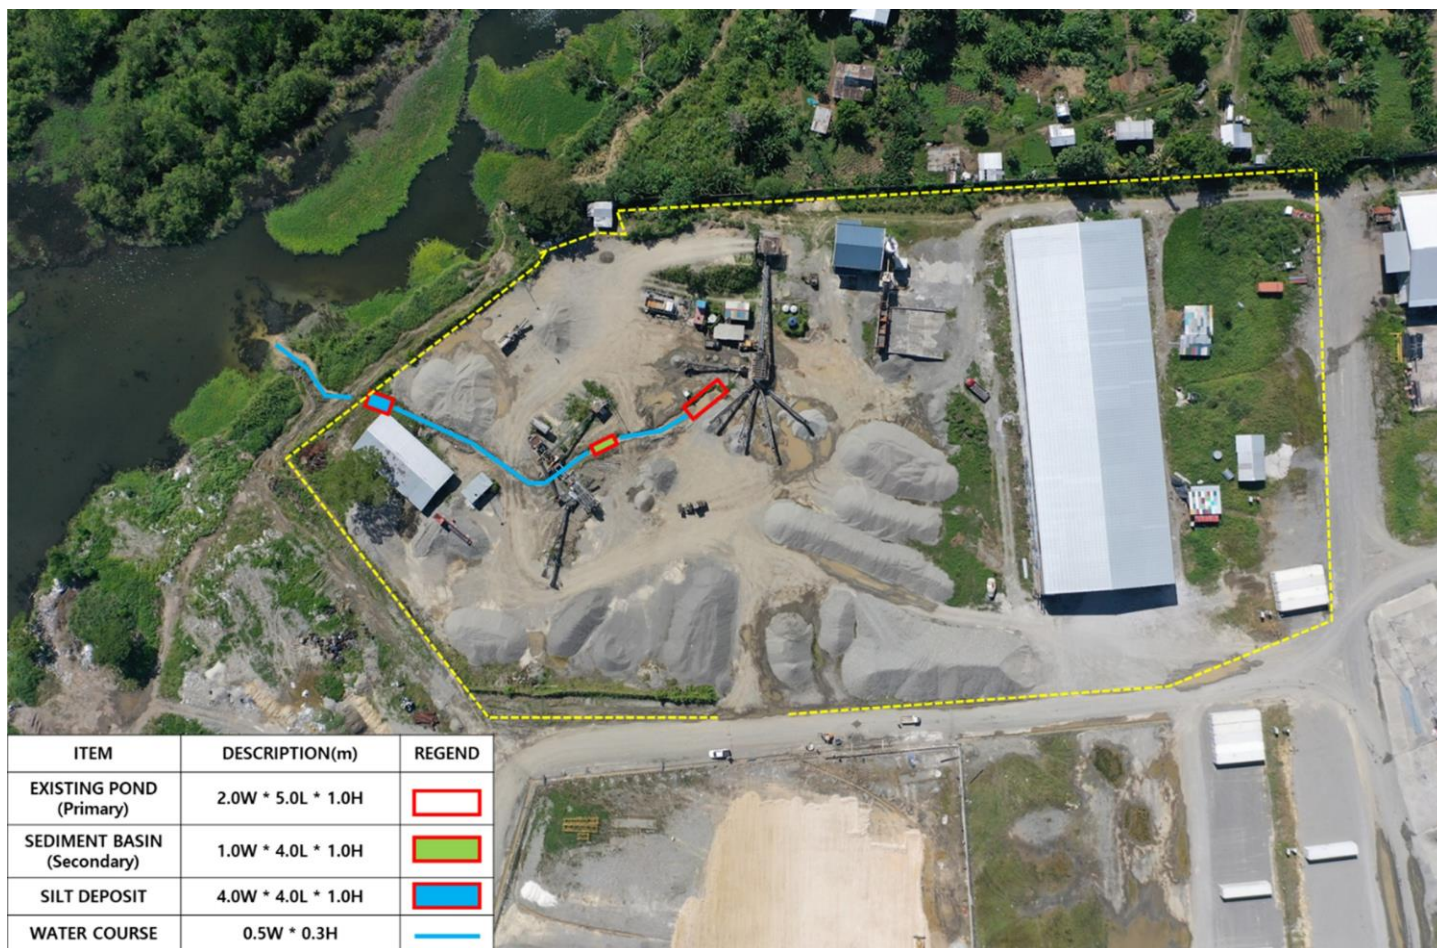 ITEM DESCRIPTION(m) REGEND
EXISTING POND
(Primary) 2.0W * 5.0L * 1.0H
SEDIMENT BASIN
(Secondary) 1.0W * 4.0L * 1.0H
SILT DEPOSIT 4.0W * 4.0L * 1.0H
WATER COURSE 0.5W * 0.3H